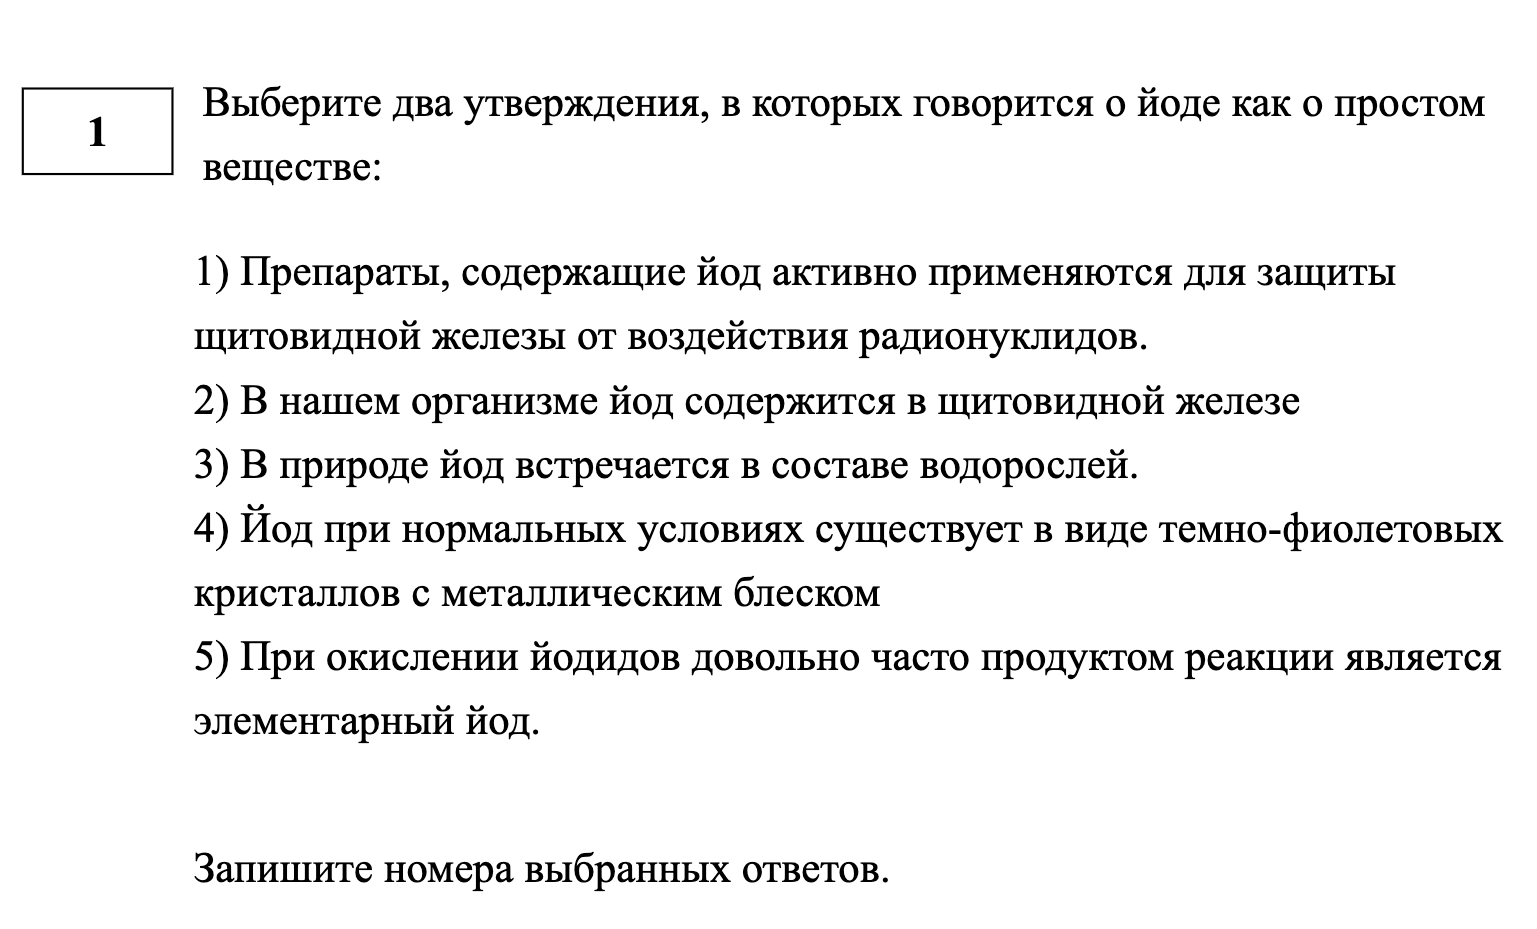 1
Выберите два утверждения, в которых говорится о йоде как о простом
веществе:
1) Препараты, содержащие йод активно применяются для защиты
щитовидной железы от воздействия радионуклидов.
2) В нашем организме йод содержится в щитовидной железе
3) В природе йод встречается в составе водорослей.
4) Йод при нормальных условиях существует в виде темно-фиолетовых
кристаллов с металлическим блеском
5) При окислении йодидов довольно часто продуктом реакции является
элементарный йод.
Запишите номера выбранных ответов.